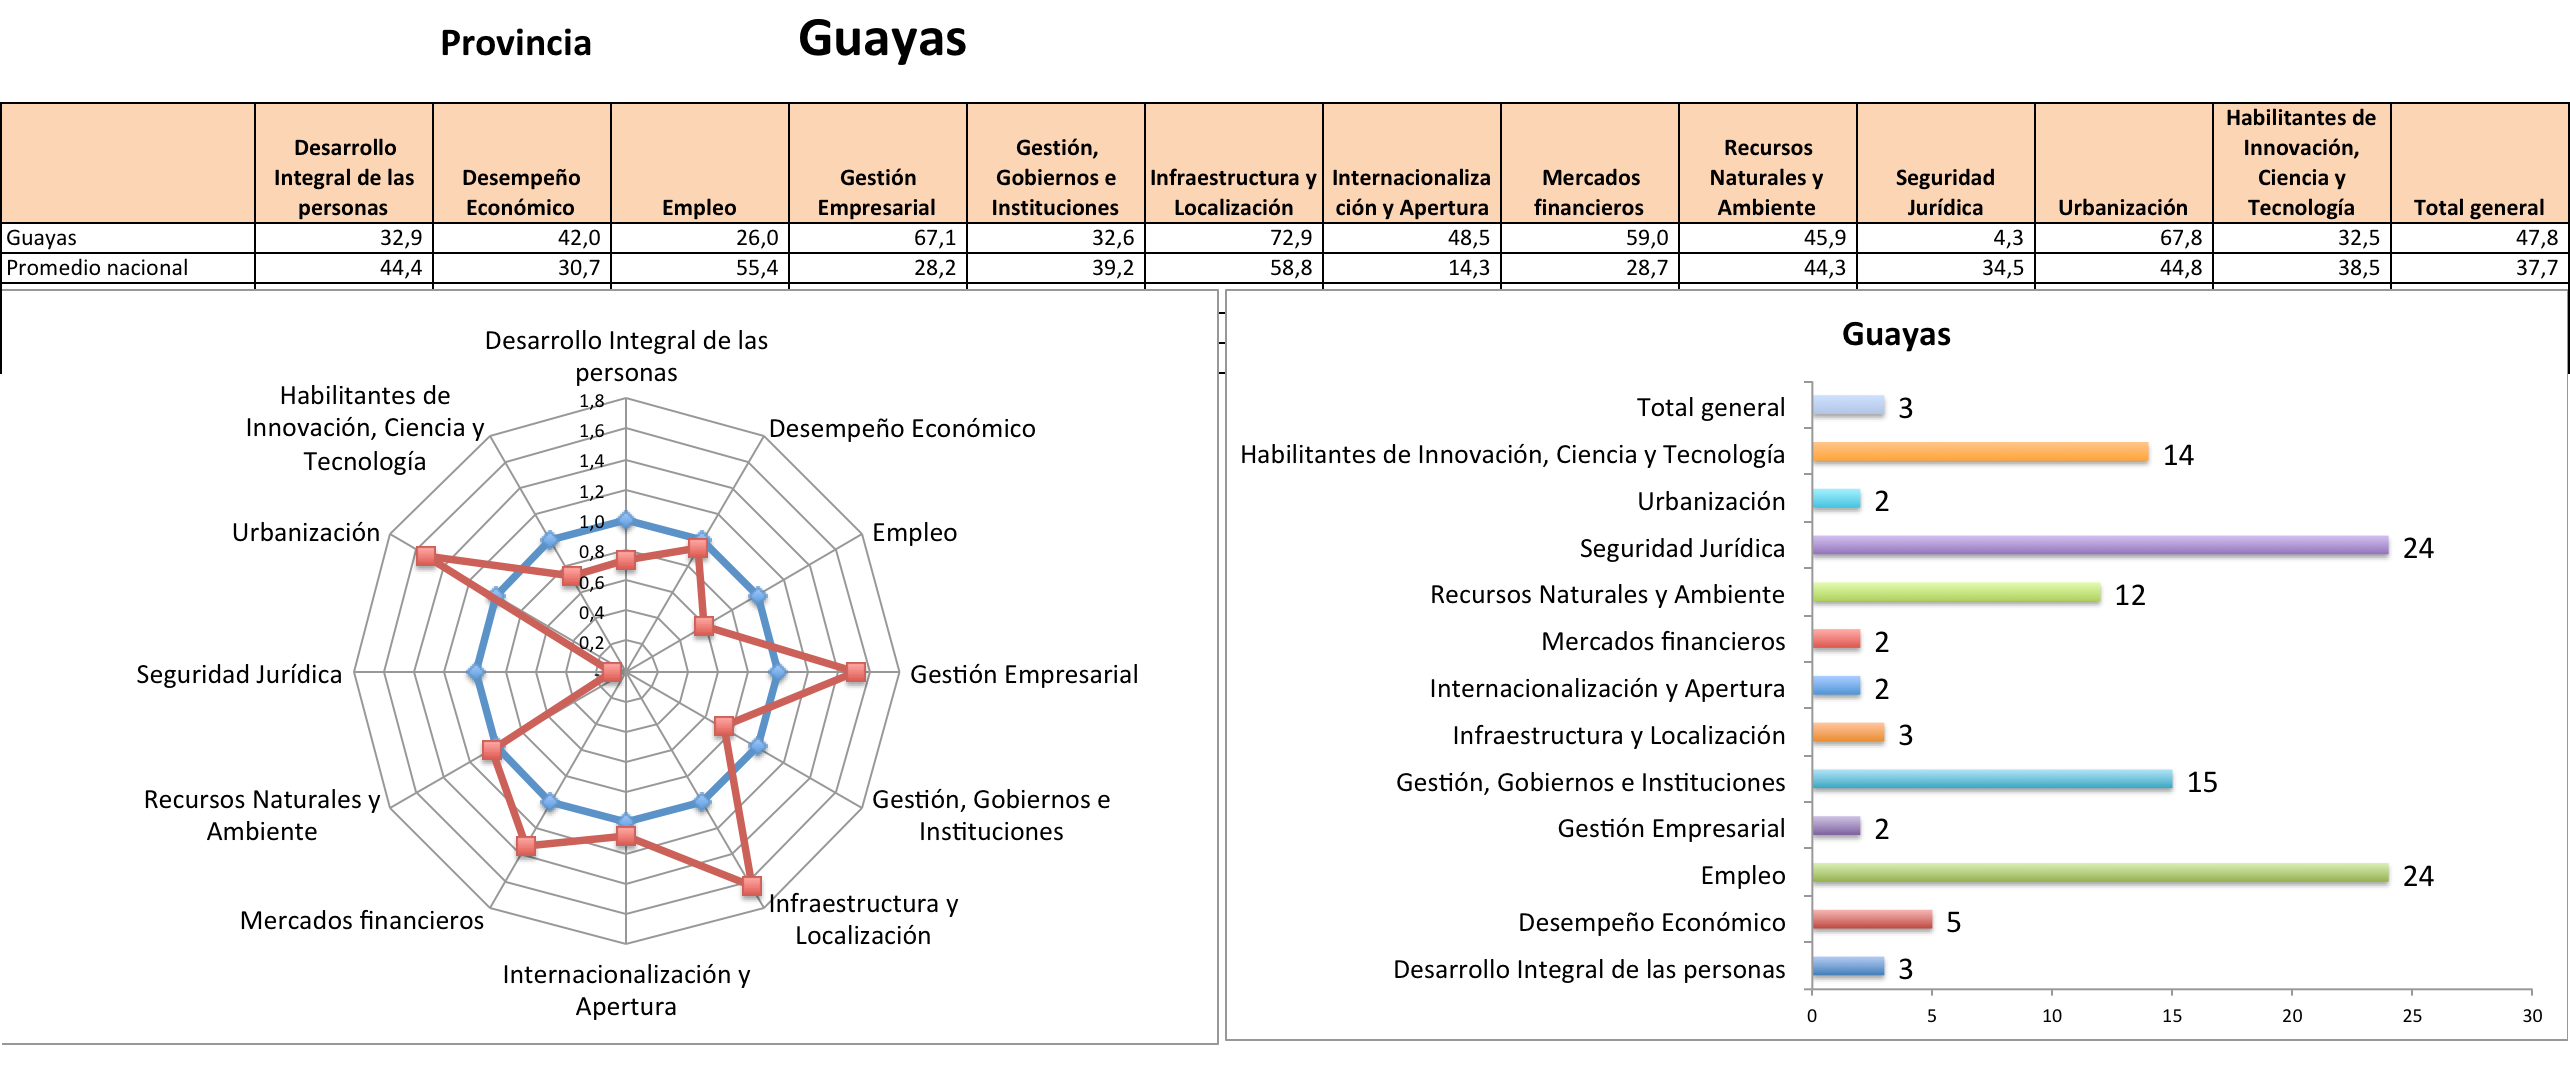 Provincia Guayas
Desarrollo
Integral de las
personas
Desempeño
Económico
Empleo
Gestión
Empresarial
Gestión,
Gobiernos e
Instituciones
Infraestructura y
Localización
Internacionaliza
ción y Apertura
Mercados
financieros
Recursos
Naturales y
Ambiente
Seguridad
Jurídica
Urbanización
Habilitantes de
Innovación,
Ciencia y
Tecnología
Total general
Guayas 32,9 42,0 26,0 67,1 32,6 72,9 48,5 59,0 45,9 4,3 67,8 32,5 47,8
Promedio nacional 44,4 30,7 55,4 28,2 39,2 58,8 14,3 28,7 44,3 34,5 44,8 38,5 37,7
Desarrollo Integral de las
personas
Desempeño Económico
Empleo
Gestión Empresarial
Gestión, Gobiernos e
Instituciones
Infraestructura y
Localización
Internacionalización y
Apertura
Mercados financieros
Recursos Naturales y
Ambiente
Seguridad Jurídica
Urbanización
Habilitantes de
Innovación, Ciencia y
Tecnología
1,8
1,6
1,4
1,2
1,0
0,8
0,6
0,4
0,2
Guayas
Total general 3
Habilitantes de Innovación, Ciencia y Tecnología 14
Urbanización 2
Seguridad Jurídica 24
Recursos Naturales y Ambiente 12
Mercados financieros 2
Internacionalización y Apertura 2
Infraestructura y Localización 3
Gestión, Gobiernos e Instituciones 15
Gestión Empresarial 2
Empleo 24
Desempeño Económico 5
Desarrollo Integral de las personas 3
0 5 10 15 20 25 30